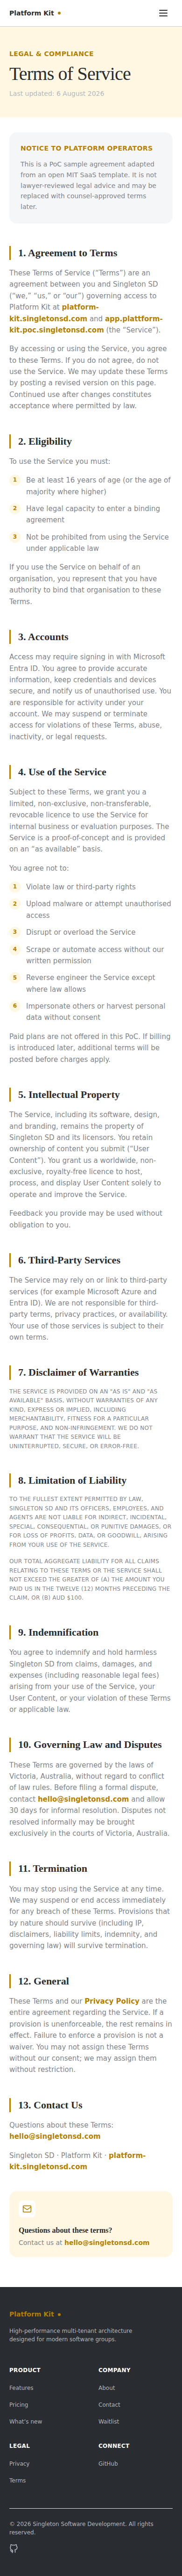 Platform Kit
LEGAL & COMPLIANCE
Terms of Service
Last updated: 6 August 2026
NOTICE TO PLATFORM OPERATORS
This is a PoC sample agreement adapted
from an open MIT SaaS template. It is not
lawyer-reviewed legal advice and may be
replaced with counsel-approved terms
later.
1. Agreement to Terms
These Terms of Service (“Terms”) are an
agreement between you and Singleton SD
(“we,” “us,” or “our”) governing access to
Platform Kit at platform-
kit.singletonsd.com and app.plattform-
kit.poc.singletonsd.com (the “Service”).
By accessing or using the Service, you agree
to these Terms. If you do not agree, do not
use the Service. We may update these Terms
by posting a revised version on this page.
Continued use after changes constitutes
acceptance where permitted by law.
2. Eligibility
To use the Service you must:
1 Be at least 16 years of age (or the age of
majority where higher)
2 Have legal capacity to enter a binding
agreement
3 Not be prohibited from using the Service
under applicable law
If you use the Service on behalf of an
organisation, you represent that you have
authority to bind that organisation to these
Terms.
3. Accounts
Access may require signing in with Microsoft
Entra ID. You agree to provide accurate
information, keep credentials and devices
secure, and notify us of unauthorised use. You
are responsible for activity under your
account. We may suspend or terminate
access for violations of these Terms, abuse,
inactivity, or legal requests.
4. Use of the Service
Subject to these Terms, we grant you a
limited, non-exclusive, non-transferable,
revocable licence to use the Service for
internal business or evaluation purposes. The
Service is a proof-of-concept and is provided
on an “as available” basis.
You agree not to:
1 Violate law or third-party rights
2 Upload malware or attempt unauthorised
access
3 Disrupt or overload the Service
4 Scrape or automate access without our
written permission
5 Reverse engineer the Service except
where law allows
6 Impersonate others or harvest personal
data without consent
Paid plans are not offered in this PoC. If billing
is introduced later, additional terms will be
posted before charges apply.
5. Intellectual Property
The Service, including its software, design,
and branding, remains the property of
Singleton SD and its licensors. You retain
ownership of content you submit (“User
Content”). You grant us a worldwide, non-
exclusive, royalty-free licence to host,
process, and display User Content solely to
operate and improve the Service.
Feedback you provide may be used without
obligation to you.
6. Third-Party Services
The Service may rely on or link to third-party
services (for example Microsoft Azure and
Entra ID). We are not responsible for third-
party terms, privacy practices, or availability.
Your use of those services is subject to their
own terms.
7. Disclaimer of Warranties
THE SERVICE IS PROVIDED ON AN "AS IS" AND "AS
AVAILABLE" BASIS, WITHOUT WARRANTIES OF ANY
KIND, EXPRESS OR IMPLIED, INCLUDING
MERCHANTABILITY, FITNESS FOR A PARTICULAR
PURPOSE, AND NON-INFRINGEMENT. WE DO NOT
WARRANT THAT THE SERVICE WILL BE
UNINTERRUPTED, SECURE, OR ERROR-FREE.
8. Limitation of Liability
TO THE FULLEST EXTENT PERMITTED BY LAW,
SINGLETON SD AND ITS OFFICERS, EMPLOYEES, AND
AGENTS ARE NOT LIABLE FOR INDIRECT, INCIDENTAL,
SPECIAL, CONSEQUENTIAL, OR PUNITIVE DAMAGES, OR
FOR LOSS OF PROFITS, DATA, OR GOODWILL, ARISING
FROM YOUR USE OF THE SERVICE.
OUR TOTAL AGGREGATE LIABILITY FOR ALL CLAIMS
RELATING TO THESE TERMS OR THE SERVICE SHALL
NOT EXCEED THE GREATER OF (A) THE AMOUNT YOU
PAID US IN THE TWELVE (12) MONTHS PRECEDING THE
CLAIM, OR (B) AUD $100.
9. Indemnification
You agree to indemnify and hold harmless
Singleton SD from claims, damages, and
expenses (including reasonable legal fees)
arising from your use of the Service, your
User Content, or your violation of these Terms
or applicable law.
10. Governing Law and Disputes
These Terms are governed by the laws of
Victoria, Australia, without regard to conflict
of law rules. Before filing a formal dispute,
contact hello@singletonsd.com and allow
30 days for informal resolution. Disputes not
resolved informally may be brought
exclusively in the courts of Victoria, Australia.
11. Termination
You may stop using the Service at any time.
We may suspend or end access immediately
for any breach of these Terms. Provisions that
by nature should survive (including IP,
disclaimers, liability limits, indemnity, and
governing law) will survive termination.
12. General
These Terms and our Privacy Policy are the
entire agreement regarding the Service. If a
provision is unenforceable, the rest remains in
effect. Failure to enforce a provision is not a
waiver. You may not assign these Terms
without our consent; we may assign them
without restriction.
13. Contact Us
Questions about these Terms:
hello@singletonsd.com
Singleton SD · Platform Kit · platform-
kit.singletonsd.com
Questions about these terms?
Contact us at hello@singletonsd.com
Platform Kit
High-performance multi-tenant architecture
designed for modern software groups.
PRODUCT COMPANY
Features About
Pricing Contact
What's new Waitlist
LEGAL CONNECT
Privacy GitHub
Terms
© 2026 Singleton Software Development. All rights
reserved.